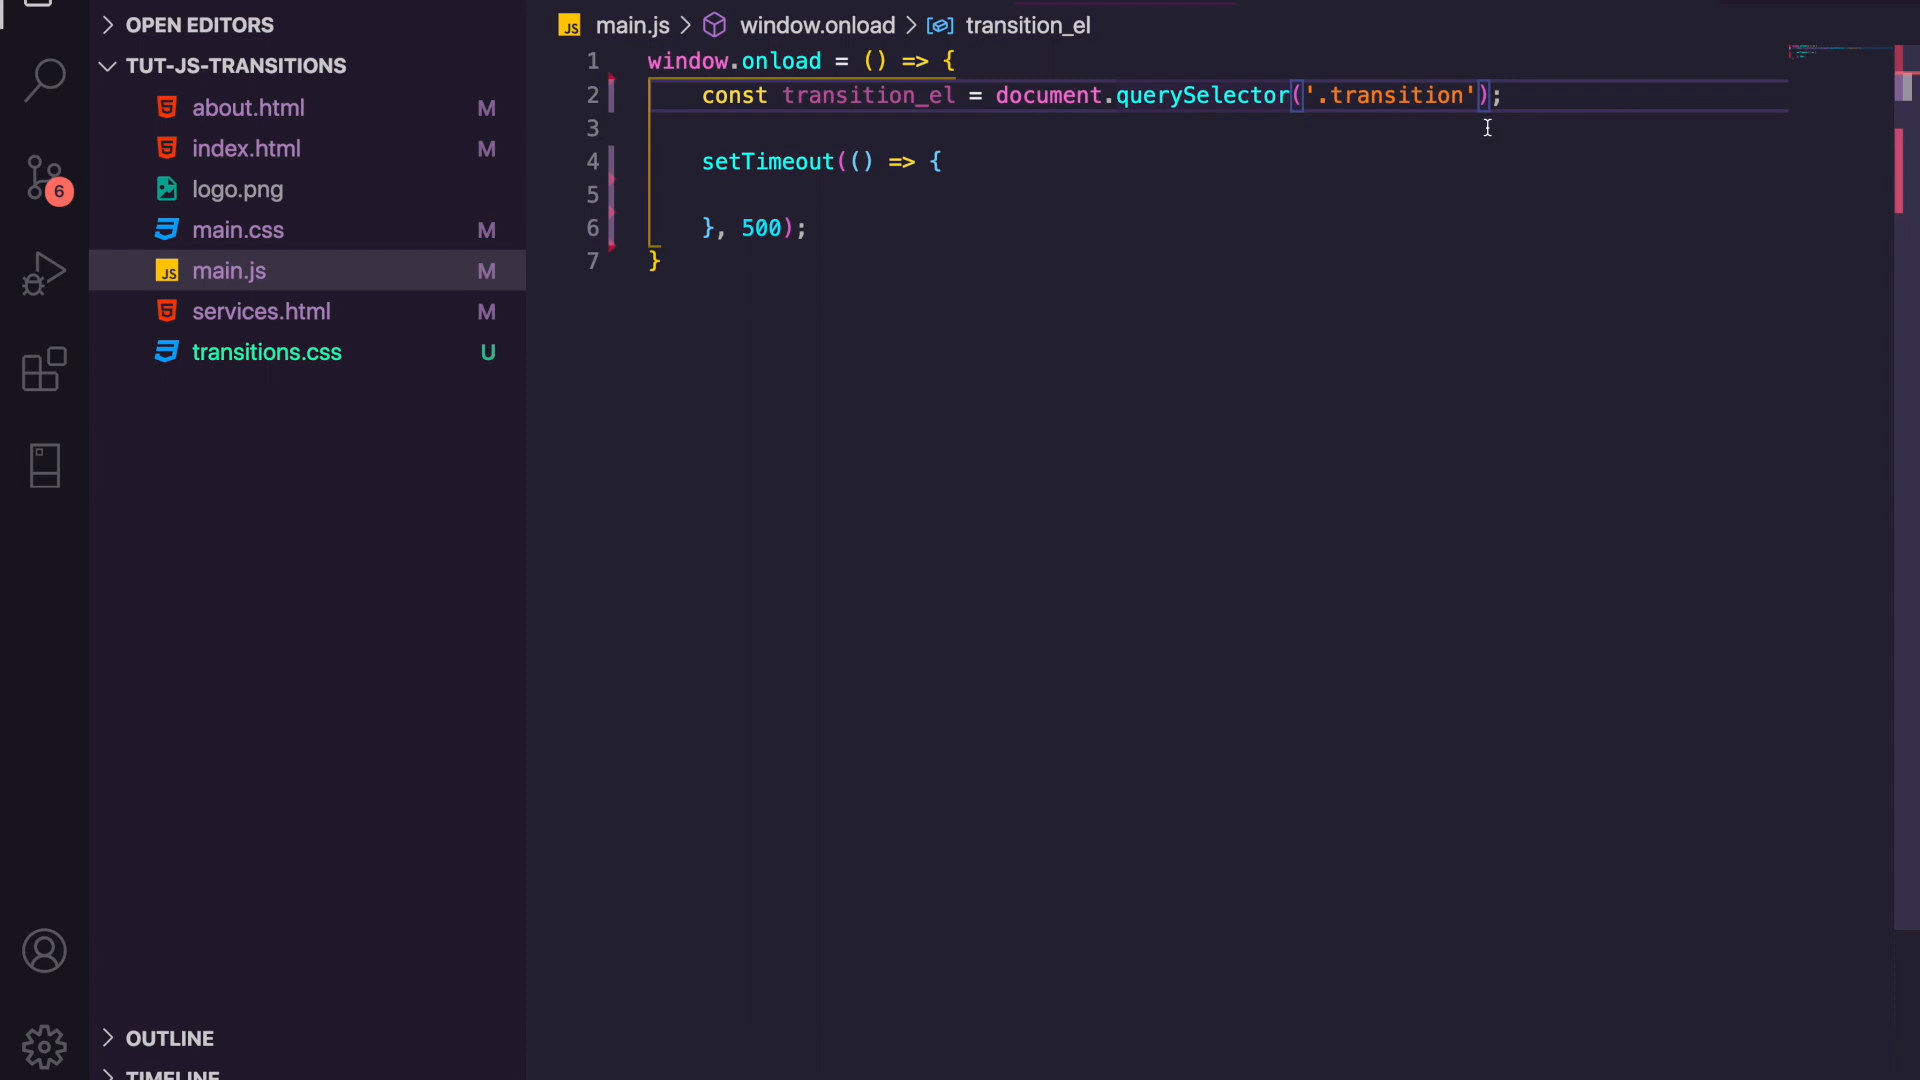 OPEN EDITORS
TUT-JS-TRANSITIONS
about.html M
index.html M
logo.png
main.css M
main.js M
services.html M
transitions.css U
6
OUTLINE
TIMELINE
main.js > window.onload > transition_el
1 window.onload = () => {
2 const transition_el = document.querySelector('.transition');
3
4 setTimeout(() => {
5
6 }, 500);
7 }